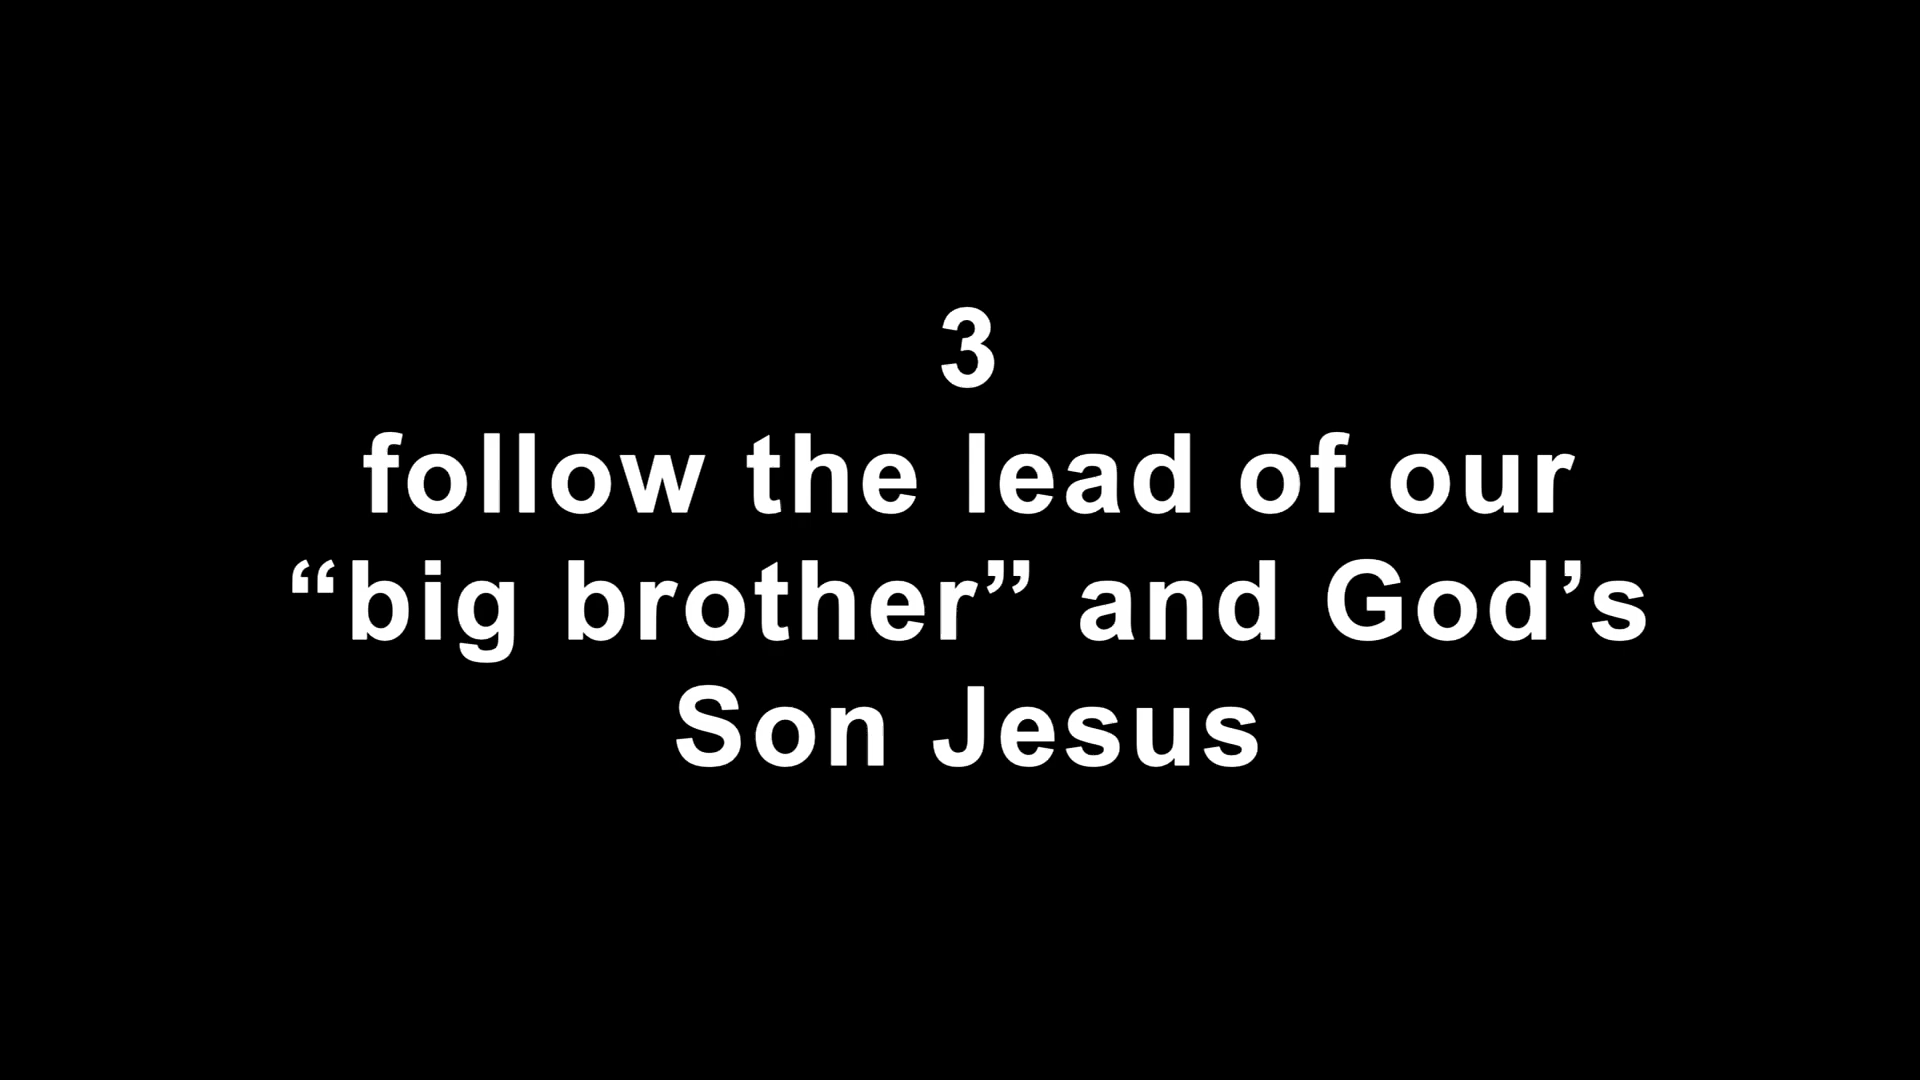 3
follow the lead of our
“big brother” and God’s
Son Jesus